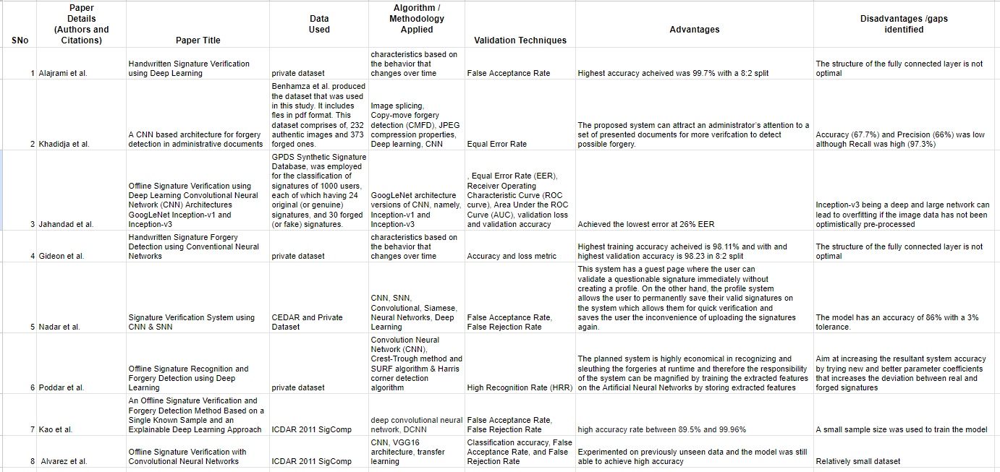 SNo
Paper
Details
(Authors and
Citations)
Paper Title
Data
Used
Algorithm /
Methodology
Applied
Validation Techniques
Advantages
Disadvantages /gaps
identified
1
Alajrami et al.
Handwritten Signature Verification
using Deep Learning
private dataset
characteristics based on
the behavior that
changes over time
False Acceptance Rate
Highest accuracy acheived was 99.7% with a 8:2 split
The structure of the fully connected layer is not
optimal
2
Khadidja et al.
A CNN based architecture for forgery
detection in administrative documents
Benhamza et al. produced
the dataset that was used
in this study. It includes
fles in pdf format. This
dataset comprises of, 232
authentic images and 373
forged ones.
Image splicing,
Copy-move forgery
detection (CMFD), JPEG
compression properties,
Deep learning, CNN
Equal Error Rate
The proposed system can attract an administrator's attention to a
set of presented documents for more verifcation to detect
possible forgery.
Accuracy (67.7%) and Precision (66%) was low
although Recall was high (97.3%)
3
Jahandad et al.
Offline Signature Verification using
Deep Learning Convolutional Neural
Network (CNN) Architectures
GoogLeNet Inception-v1 and
Inception-v3
GPDS Synthetic Signature
Database, was employed
for the classification of
signatures of 1000 users,
each of which having 24
original (or genuine)
signatures, and 30 forged
(or fake) signatures.
GoogLeNet architecture
versions of CNN, namely,
Inception-v1 and
Inception-v3
, Equal Error Rate (EER),
Receiver Operating
Characteristic Curve (ROC
curve), Area Under the ROC
Curve (AUC), validation loss
and validation accuracy
Achieved the lowest error at 26% EER
Inception-v3 being a deep and large network can
lead to overfitting if the image data has not been
optimistically pre-processed
4
Gideon et al.
Handwritten Signature Forgery
Detection using Conventional Neural
Networks
private dataset
characteristics based on
the behavior that
changes over time
Accuracy and loss metric
Highest training accuracy acheived is 98.11% and with and
highest validation accuracy is 98.23 in 8:2 split
The structure of the fully connected layer is not
optimal
5
Nadar et al.
Signature Verification System using
CNN & SNN
CEDAR and Private
Dataset
CNN, SNN,
Convolutional, Siamese,
Neural Networks, Deep
Learning
False Acceptance Rate,
False Rejection Rate
This system has a guest page where the user can
validate a questionable signature immediately without
creating a profile. On the other hand, the profile system
allows the user to permanently save their valid signatures on
the system which allows them for quick verification and
saves the user the inconvenience of uploading the signatures
again.
The model has an accuracy of 86% with a 3%
tolerance.
6
Poddar et al.
Offline Signature Recognition and
Forgery Detection using Deep
Learning
private dataset
Convolution Neural
Network (CNN),
Crest-Trough method and
SURF algorithm & Harris
corner detection
algorithm
High Recognition Rate (HRR)
The planned system is highly economical in recognizing and
sleuthing the forgeries at runtime and therefore the responsibility
of the system can be magnified by training the extracted features
on the Artificial Neural Networks by storing extracted features
Aim at increasing the resultant system accuracy
by trying new and better parameter coefficients
that increases the deviation between real and
forged signatures
7
Kao et al.
An Offline Signature Verification and
Forgery Detection Method Based on a
Single Known Sample and an
Explainable Deep Learning Approach
ICDAR 2011 SigComp
deep convolutional neural
network, DCNN
False Acceptance Rate,
False Rejection Rate
high accuracy rate between 89.5% and 99.96%
A small sample size was used to train the model
8
Alvarez et al.
Offline Signature Verification with
Convolutional Neural Networks
ICDAR 2011 SigComp
CNN, VGG16
architecture, transfer
learning
Classification accuracy, False
Acceptance Rate, and False
Rejection Rate
Experimented on previously unseen data and the model was still
able to achieve high accuracy
Relatively small dataset